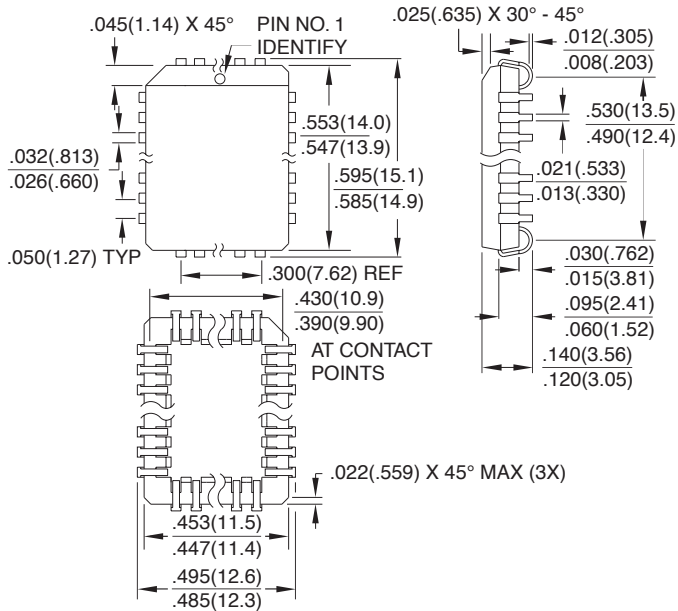 .045(1.14) X 45°
PIN NO. 1
IDENTIFY
.025(.635) X 30° - 45°
.012(.305)
.008(.203)
.553(14.0)
.547(13.9)
.530(13.5)
.490(12.4)
.032(.813)
.026(.660)
.595(15.1)
.585(14.9)
.021(.533)
.013(.330)
.050(1.27) TYP
.300(7.62) REF
.030(.762)
.015(3.81)
.430(10.9)
.390(9.90)
AT CONTACT
POINTS
.095(2.41)
.060(1.52)
.140(3.56)
.120(3.05)
.022(.559) X 45° MAX (3X)
.453(11.5)
.447(11.4)
.495(12.6)
.485(12.3)